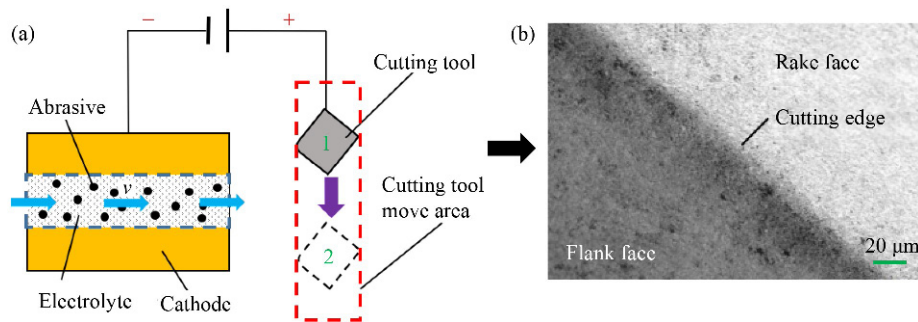 (a)
−
+
Abrasive
v
Electrolyte
Cathode
1
2
Cutting tool
Cutting tool
move area
(b)
Rake face
Cutting edge
Flank face
20 μm